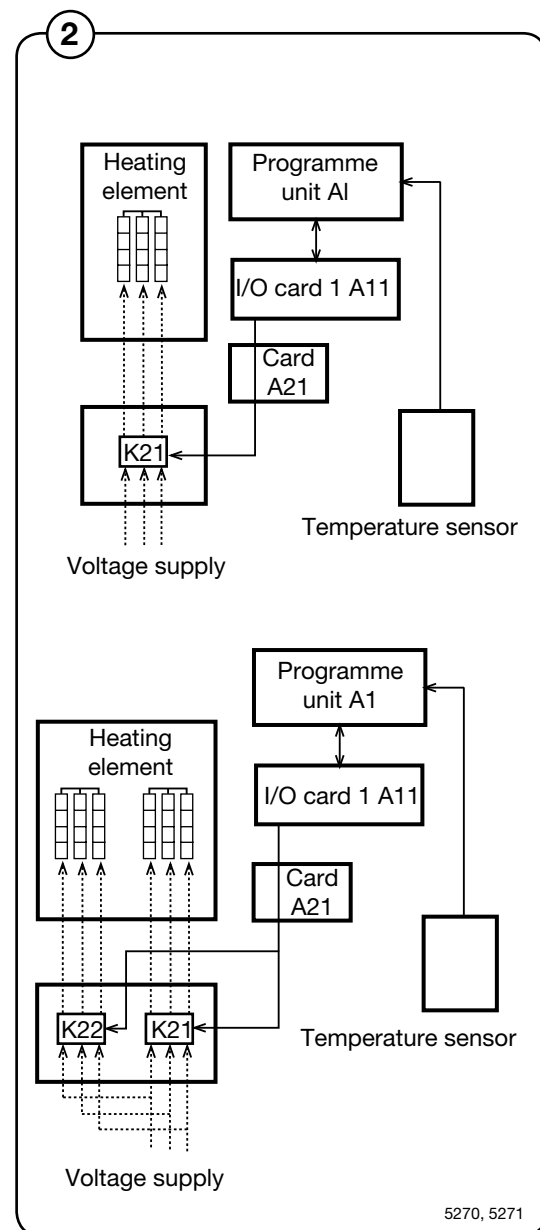 2
Heating
element
Programme
unit AI
I/O card 1 A11
Card
A21
K21
Temperature sensor
Voltage supply
Programme
unit A1
Heating
element
I/O card 1 A11
Card
A21
K22
K21
Temperature sensor
Voltage supply
5270, 5271